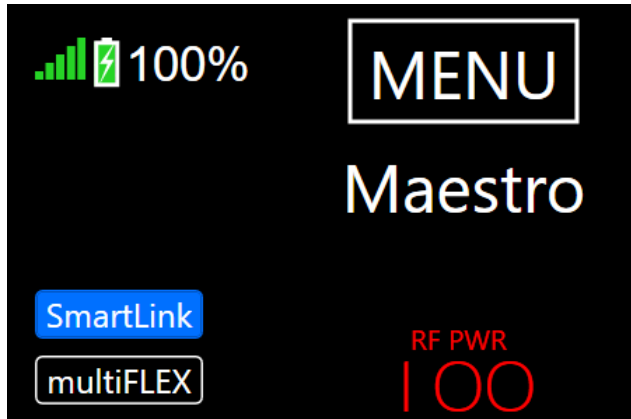 100%
MENU
Maestro
SmartLink
multiFLEX
RF PWR
100